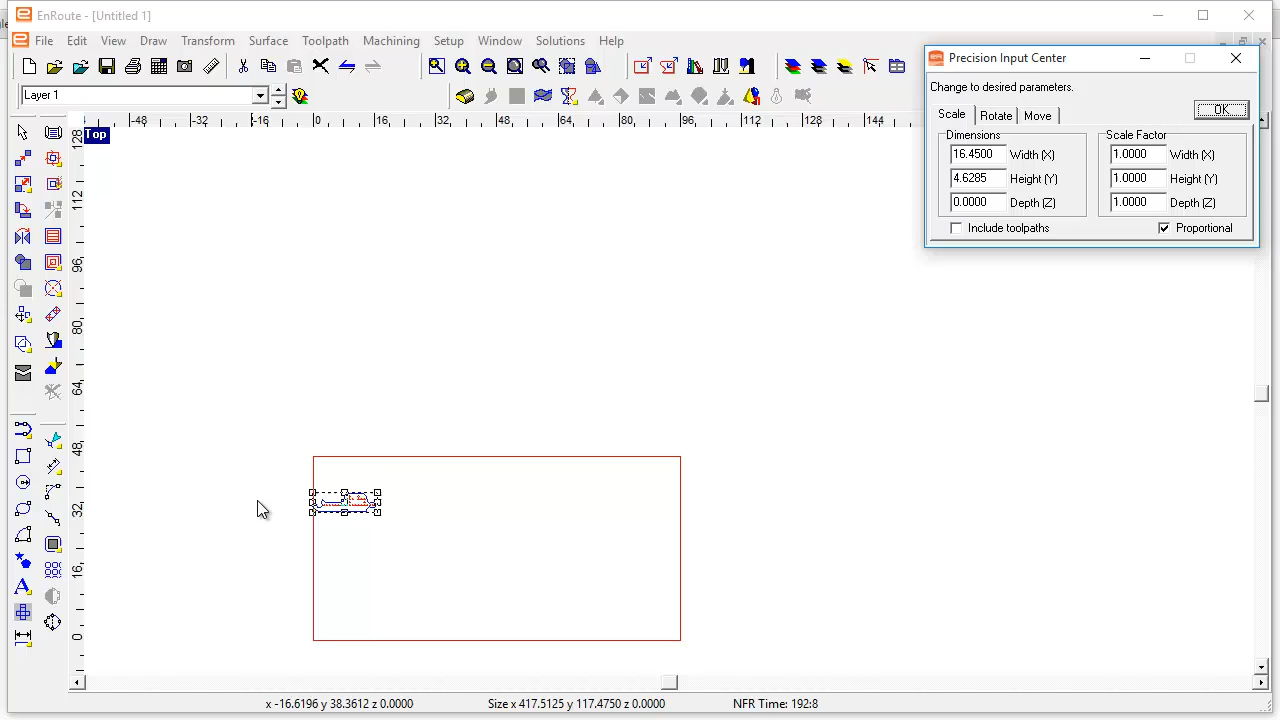 EnRoute - [Untitled 1]
File Edit View Draw Transform Surface Toolpath Machining Setup Window Solutions Help
Layer 1
Precision Input Center
Change to desired parameters.
OK
Scale Rotate Move
Dimensions
16.4500 Width (X)
4.6285 Height (Y)
0.0000 Depth (Z)
Scale Factor
1.0000 Width (X)
1.0000 Height (Y)
1.0000 Depth (Z)
Include toolpaths
Proportional
-48 -32 -16 0 16 32 48 64 80 96 112 128 144
Top
128
112
96
80
64
48
32
16
0
x -16.6196 y 38.3612 z 0.0000
Size x 417.5125 y 117.4750 z 0.0000
NFR Time: 192:8